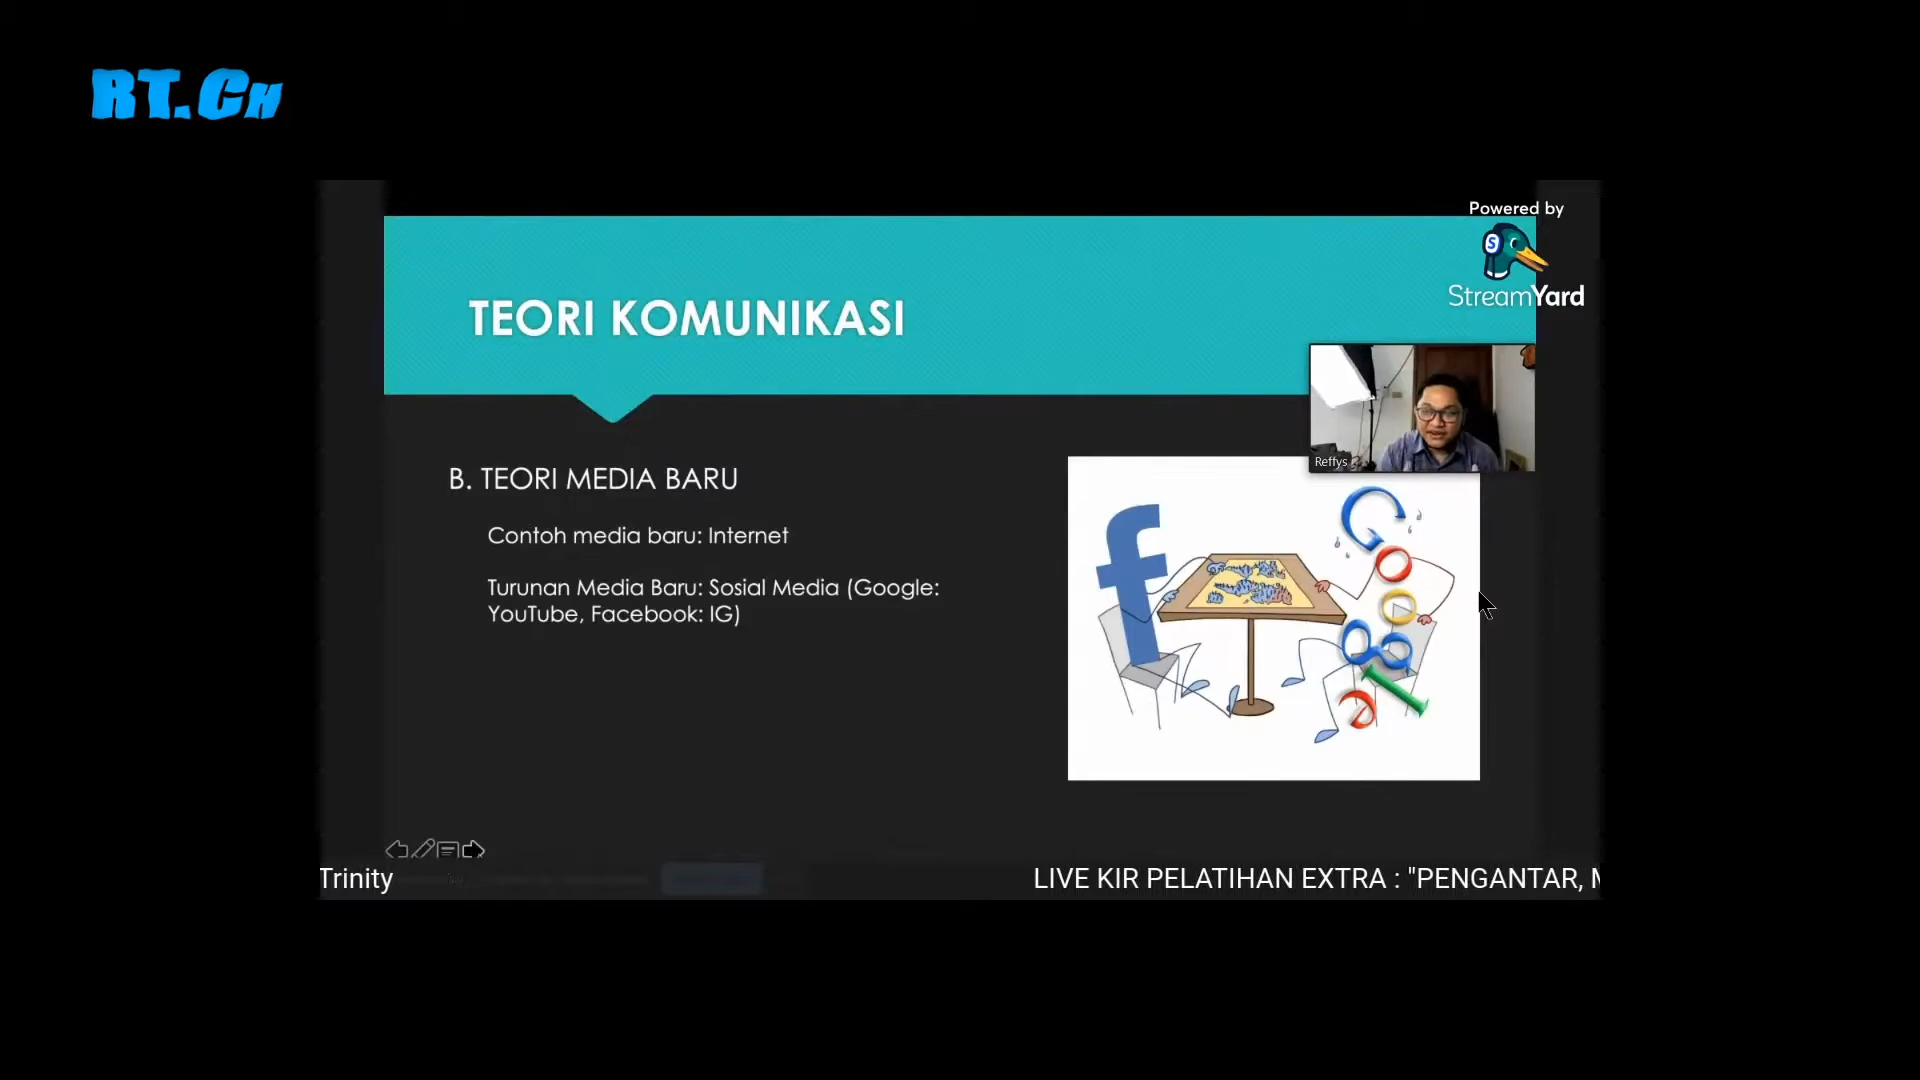 RT.CH
Powered by
StreamYard
TEORI KOMUNIKASI
Reffys
B. TEORI MEDIA BARU
Contoh media baru: Internet
Turunan Media Baru: Sosial Media (Google:
YouTube, Facebook: IG)
f
Google
Trinity
LIVE KIR PELATIHAN EXTRA : "PENGANTAR,